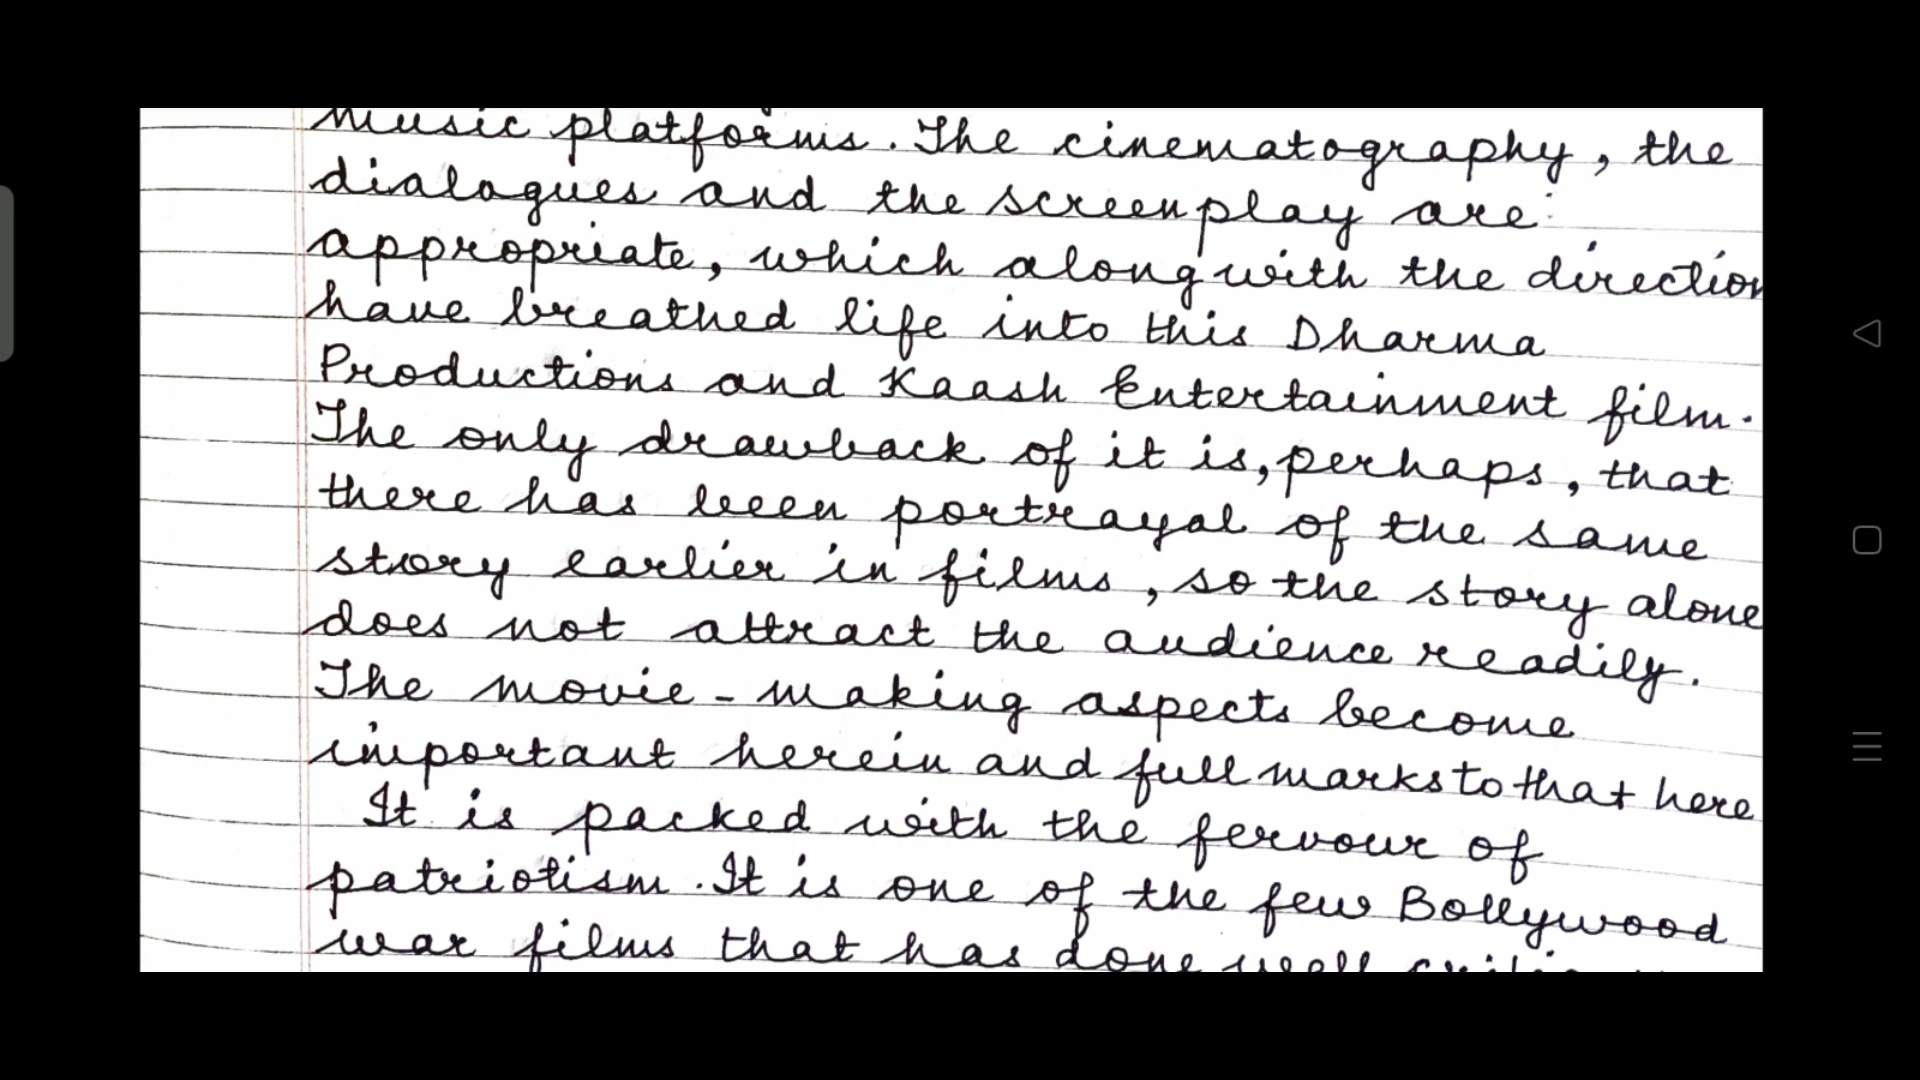 music platforms. The cinematography, the
dialogues and the screenplay are
appropriate, which alongwith the direction
have breathed life into this Dharma
Productions and Kaash Entertainment film.
The only drawback of it is, perhaps, that
there has been portrayal of the same
story earlier in films, so the story alone
does not attract the audience readily.
The movie-making aspects become
important herein and full marks to that here
It is packed with the fervour of
patriotism. It is one of the few Bollywood
war films that has done well